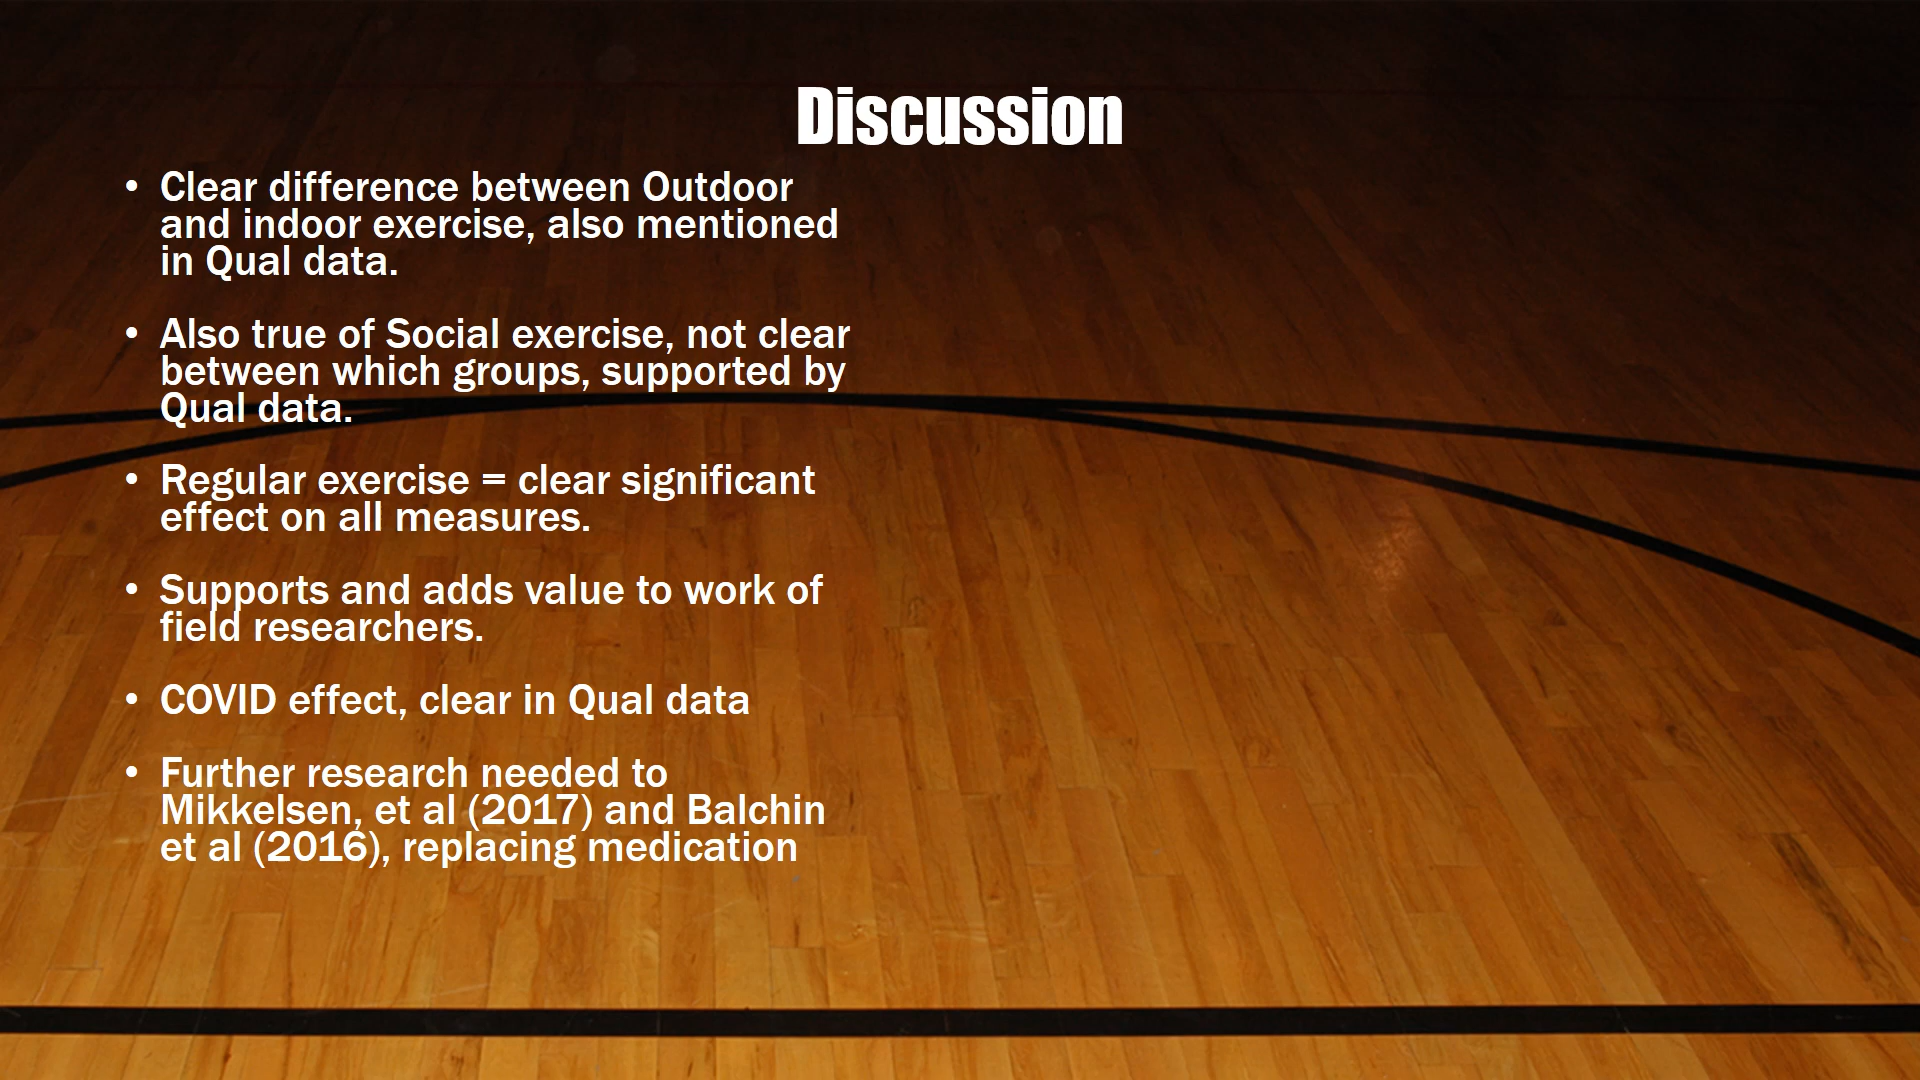 Discussion
• Clear difference between Outdoor
and indoor exercise, also mentioned
in Qual data.
• Also true of Social exercise, not clear
between which groups, supported by
Qual data.
• Regular exercise = clear significant
effect on all measures.
• Supports and adds value to work of
field researchers.
• COVID effect, clear in Qual data
• Further research needed to
Mikkelsen, et al (2017) and Balchin
et al (2016), replacing medication